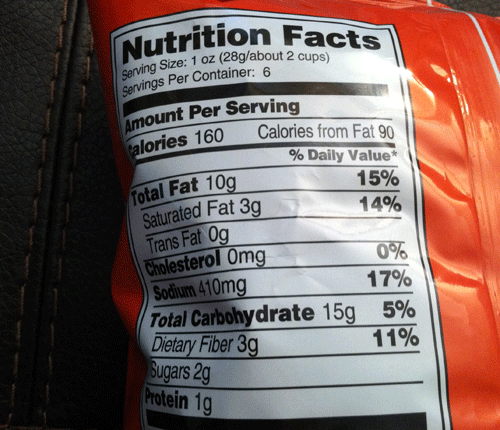 Nutrition Facts
Serving Size: 1 oz (28g/about 2 cups)
Servings Per Container: 6
Amount Per Serving
Calories 160 Calories from Fat 90
% Daily Value*
Total Fat 10g 15%
Saturated Fat 3g 14%
Trans Fat 0g
Cholesterol 0mg 0%
Sodium 410mg 17%
Total Carbohydrate 15g 5%
Dietary Fiber 3g 11%
Sugars 2g
Protein 1g